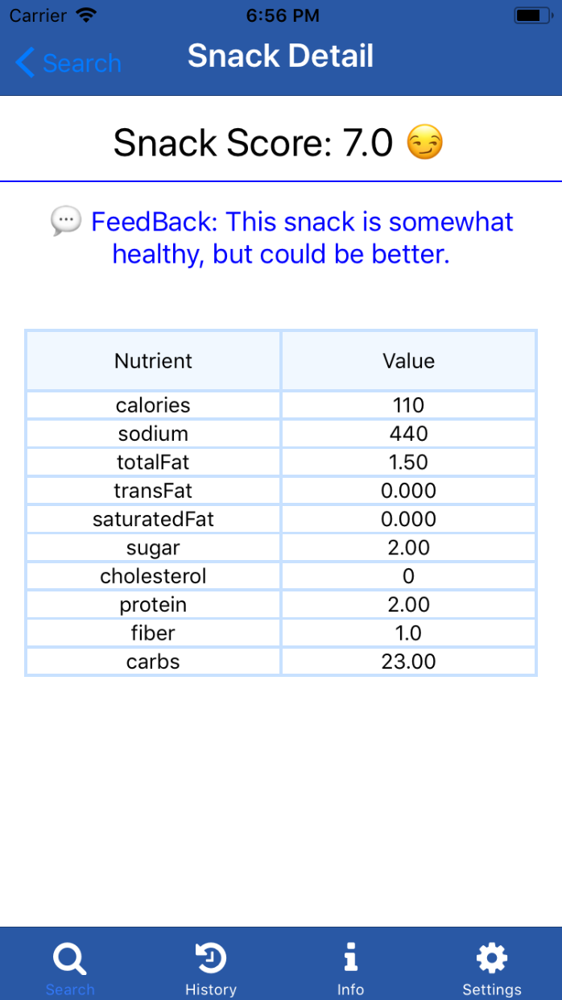 Carrier 6:56 PM
Search Snack Detail
Snack Score: 7.0 😏
💬 FeedBack: This snack is somewhat
healthy, but could be better.
Nutrient Value
calories 110
sodium 440
totalFat 1.50
transFat 0.000
saturatedFat 0.000
sugar 2.00
cholesterol 0
protein 2.00
fiber 1.0
carbs 23.00
Search History Info Settings